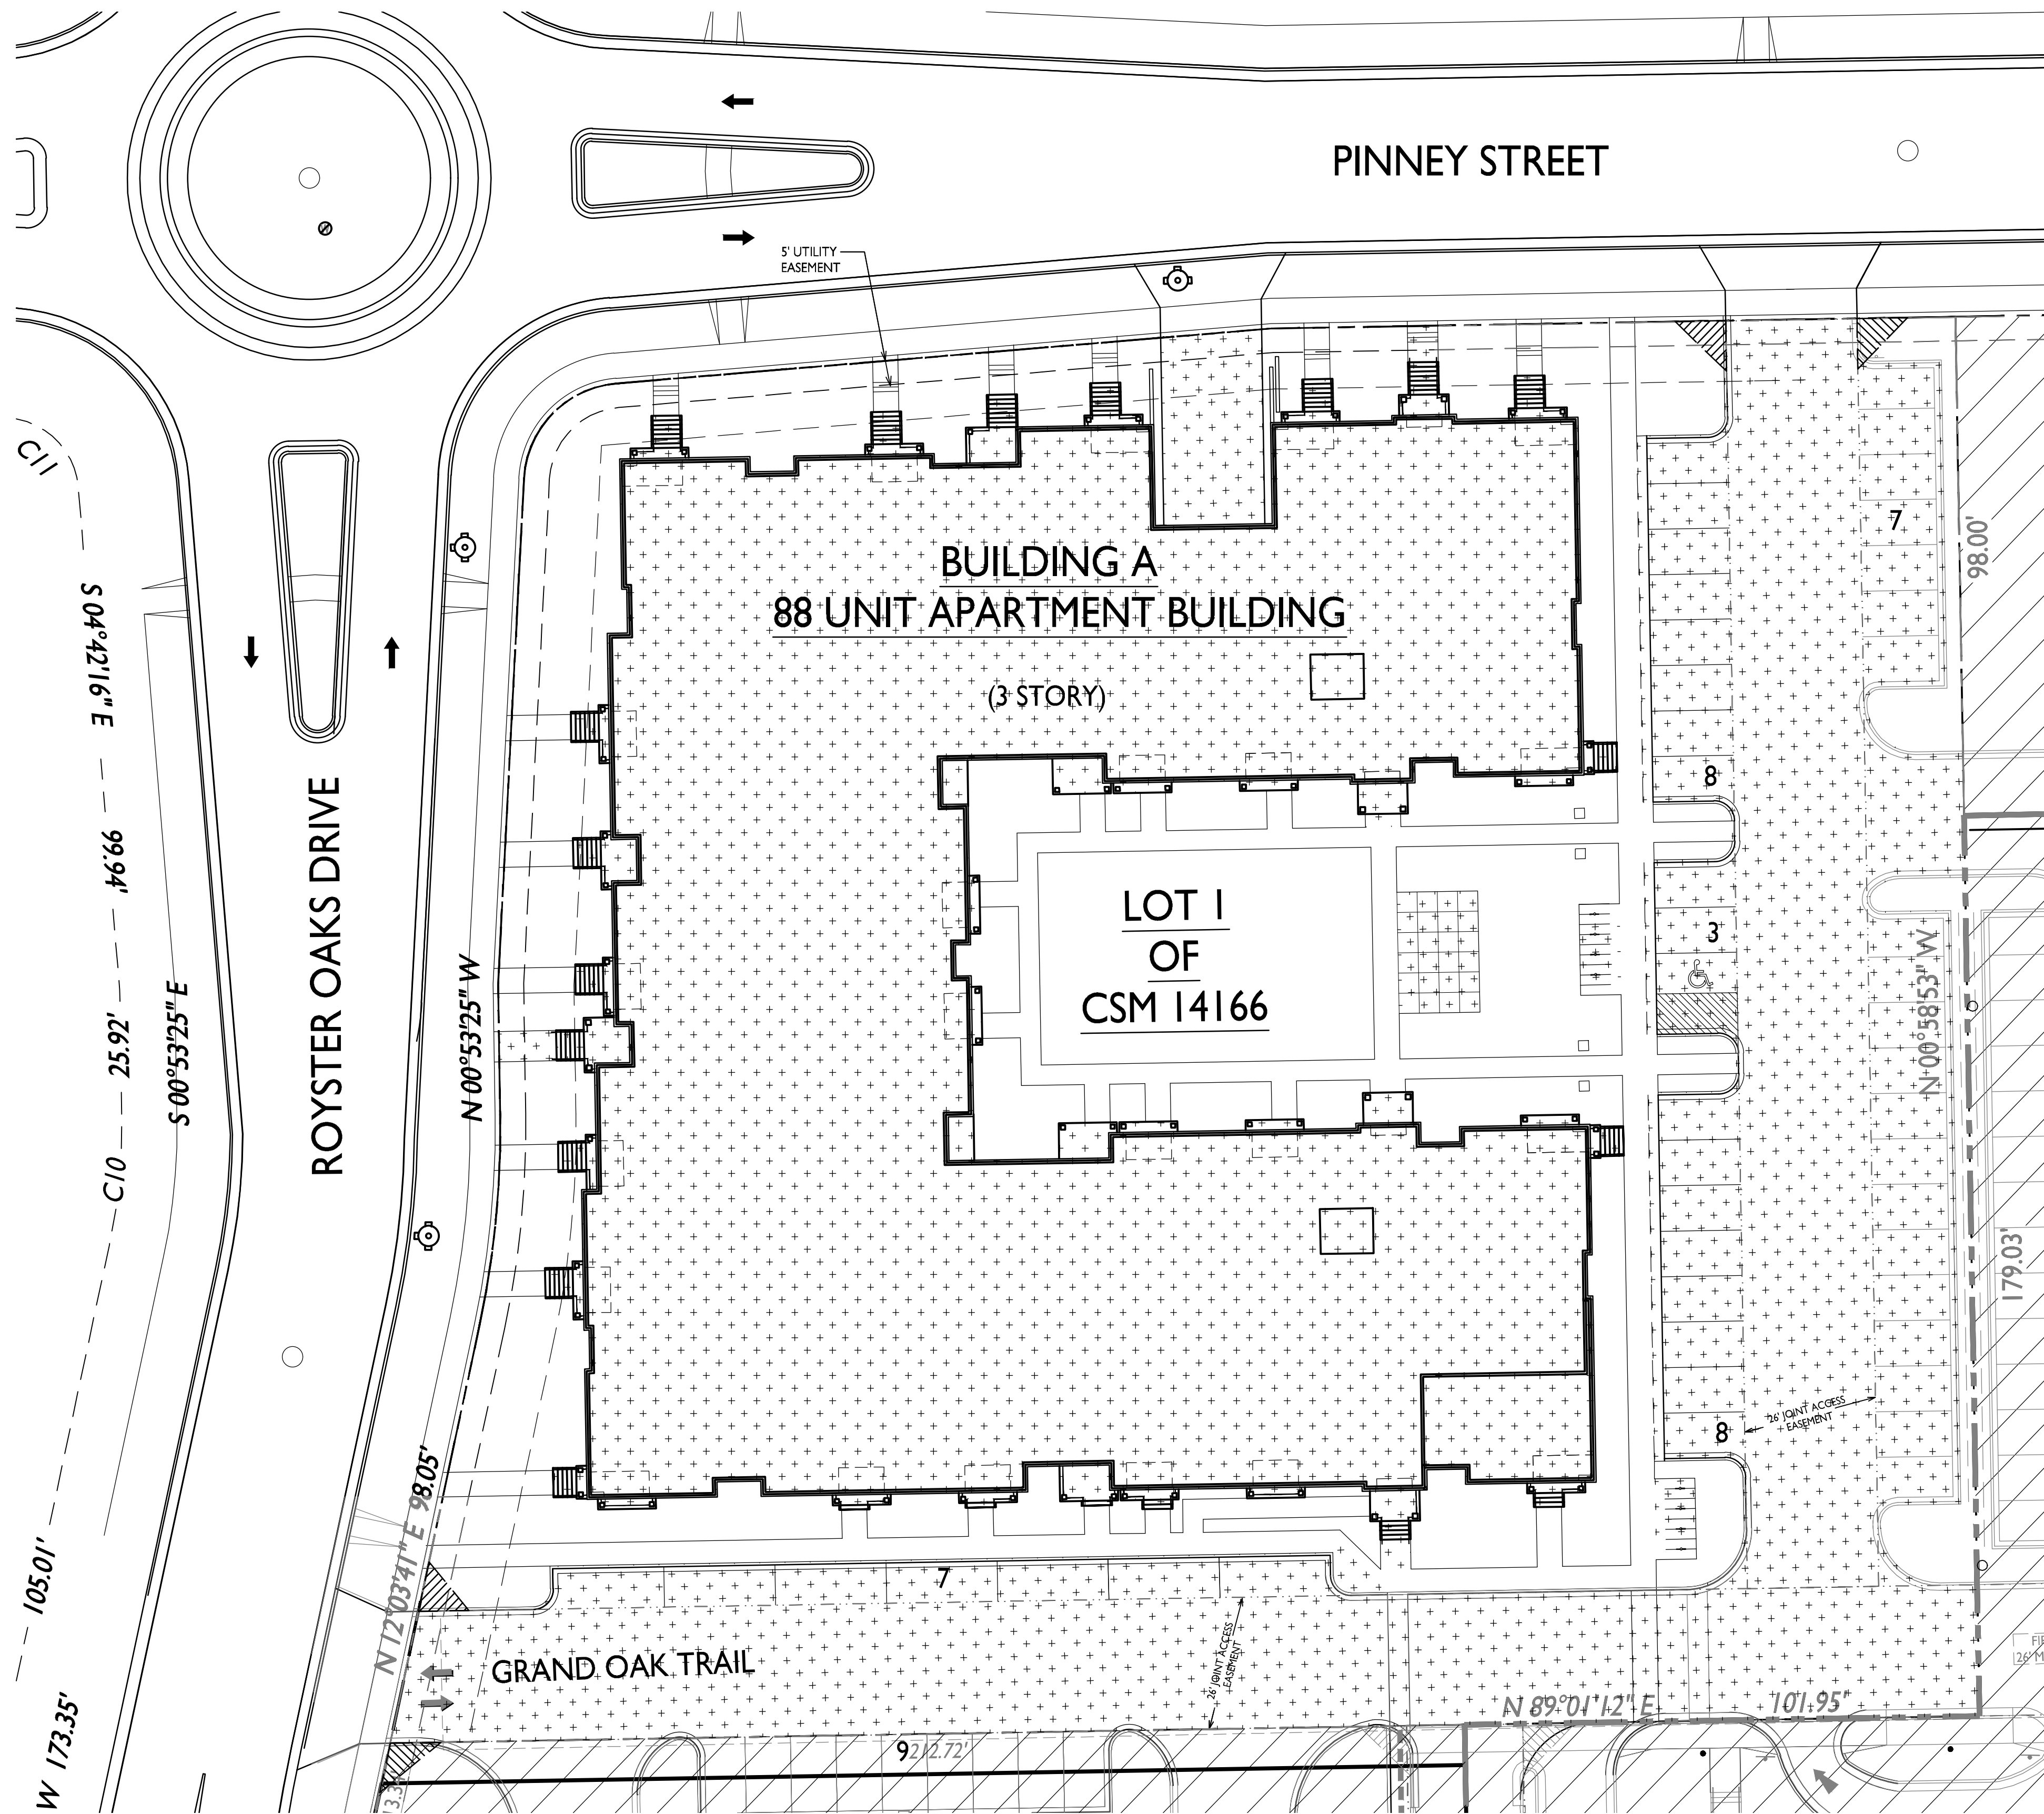 PINNEY STREET
5' UTILITY
EASEMENT
C11
S 04°42'16" E
99.94'
ROYSTER OAKS DRIVE
25.92'
S 00°53'25" E
C10
N 00°53'25" W
BUILDING A
88 UNIT APARTMENT BUILDING
(3 STORY)
7
98.00'
8
LOT 1
OF
CSM 14166
3
N 00°58'53" W
179.03'
26' JOINT ACCESS
EASEMENT
8
N 12°03'41" E 98.05'
105.01'
W 173.35'
7
GRAND OAK TRAIL
26' JOINT ACCESS
EASEMENT
N 89°01'12" E
101.95'
9
212.72'